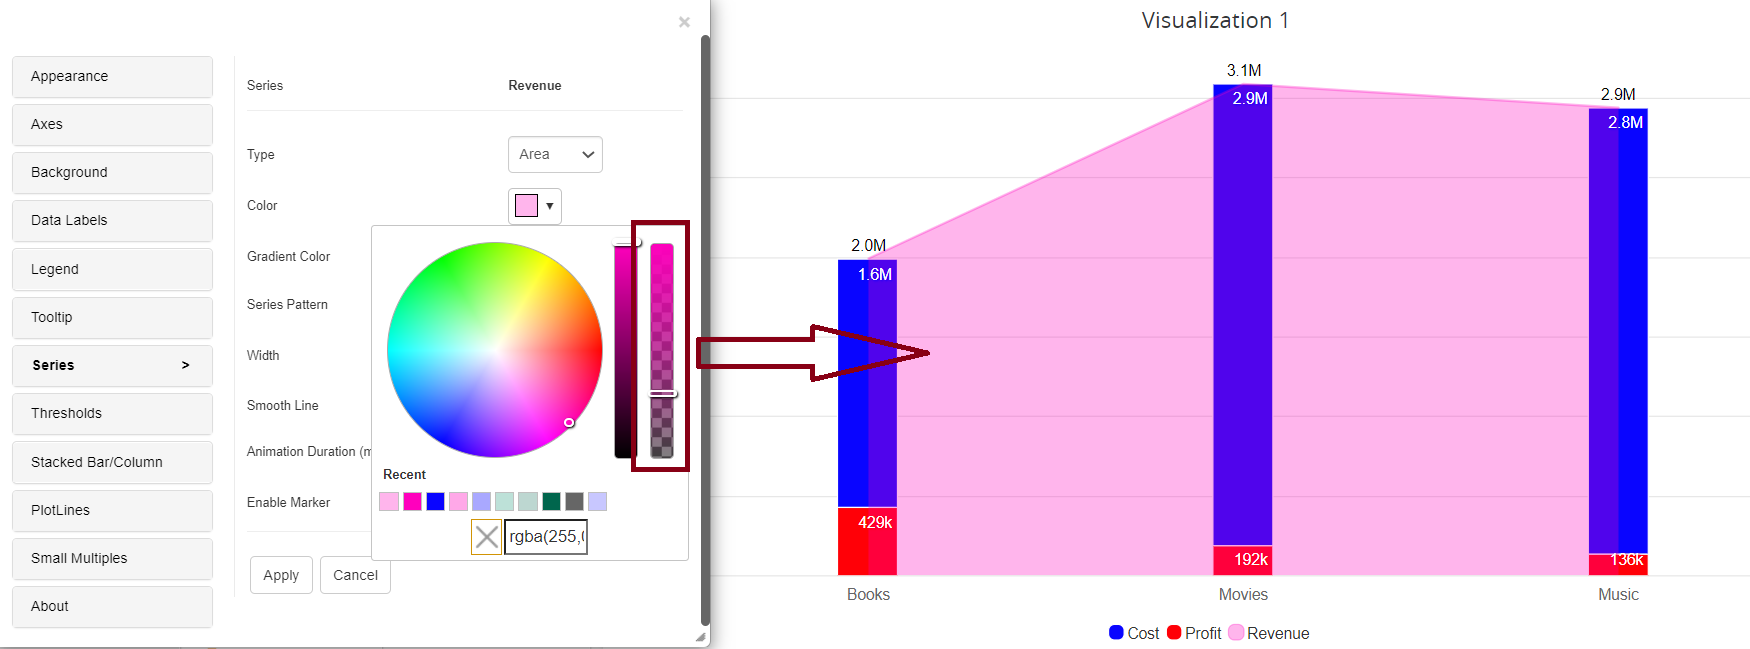 ×
Appearance
Axes
Background
Data Labels
Legend
Tooltip
Series >
Thresholds
Stacked Bar/Column
PlotLines
Small Multiples
About
Series Revenue
Type Area
Color
Gradient Color
Series Pattern
Width
Smooth Line
Animation Duration (m
Enable Marker
Recent
rgba(255,0
Apply Cancel
Visualization 1
3.1M
2.9M
2.9M
2.8M
2.0M
1.6M
429k
192k
136k
Books Movies Music
Cost Profit Revenue